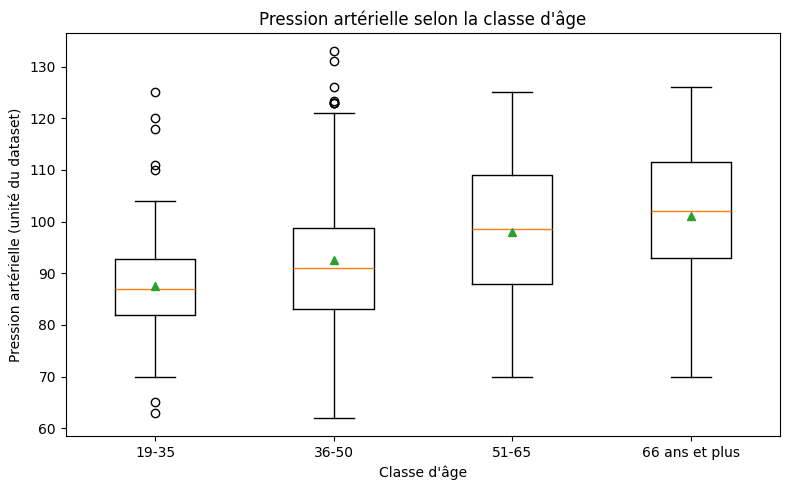 Pression artérielle selon la classe d'âge
Pression artérielle (unité du dataset)
130
120
110
100
90
80
70
60
19-35
36-50
51-65
66 ans et plus
Classe d'âge